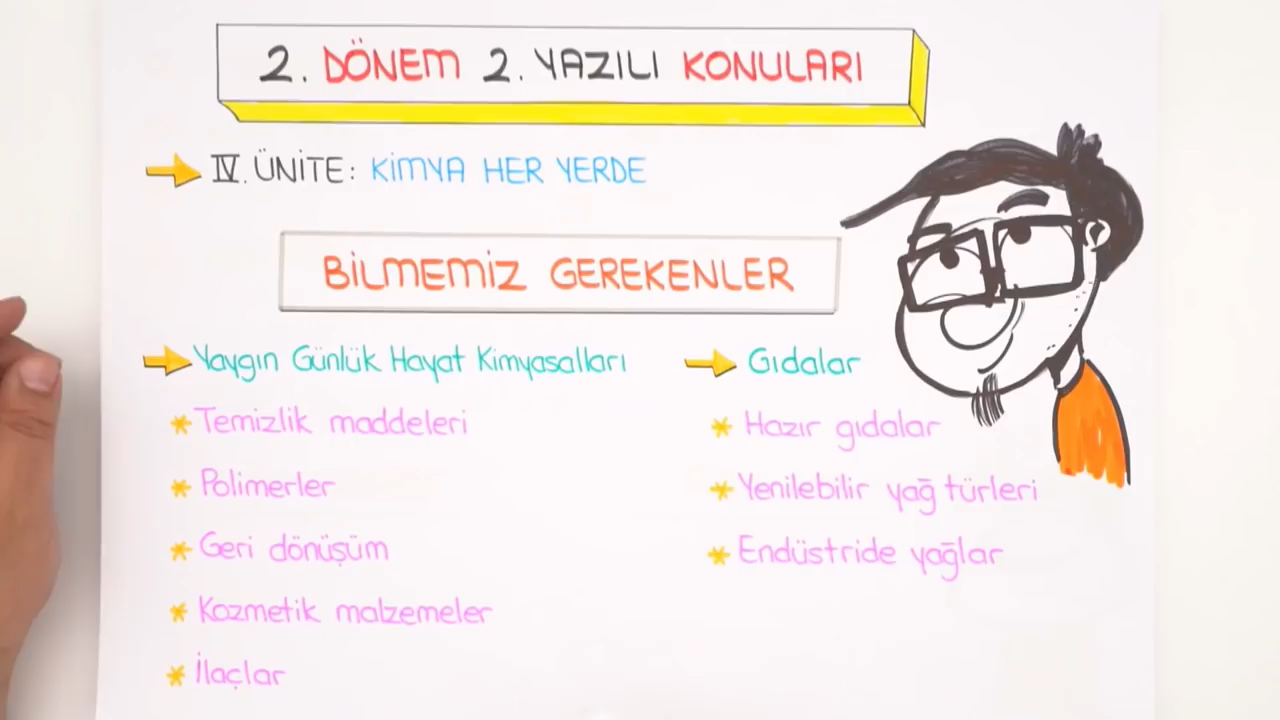 2. DÖNEM 2. YAZILI KONULARI
IV. ÜNİTE: KİMYA HER YERDE
BİLMEMİZ GEREKENLER
Yaygın Günlük Hayat Kimyasalları
* Temizlik maddeleri
* Polimerler
* Geri dönüşüm
* Kozmetik malzemeler
* İlaçlar
Gıdalar
* Hazır gıdalar
* Yenilebilir yağ türleri
* Endüstride yağlar